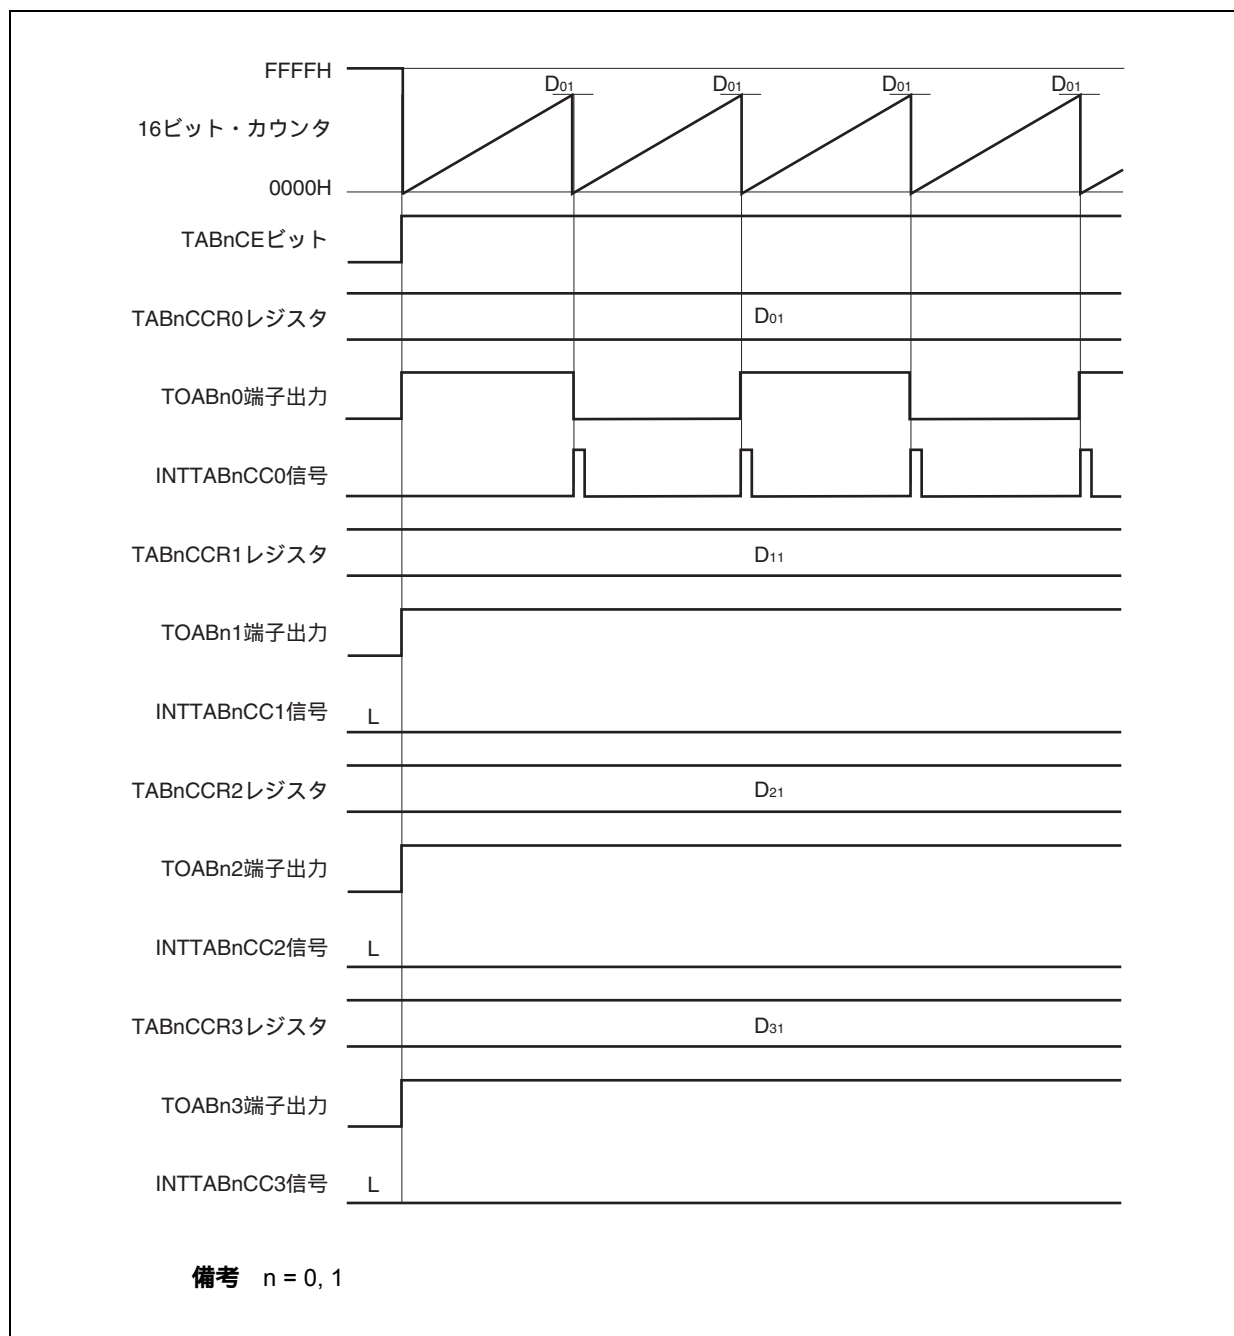 FFFFH
D01 D01 D01 D01
16ビット・カウンタ
0000H
TABnCEビット
TABnCCR0レジスタ D01
TOABn0端子出力
INTTABnCC0信号
TABnCCR1レジスタ D11
TOABn1端子出力
INTTABnCC1信号 L
TABnCCR2レジスタ D21
TOABn2端子出力
INTTABnCC2信号 L
TABnCCR3レジスタ D31
TOABn3端子出力
INTTABnCC3信号 L
備考 n = 0, 1